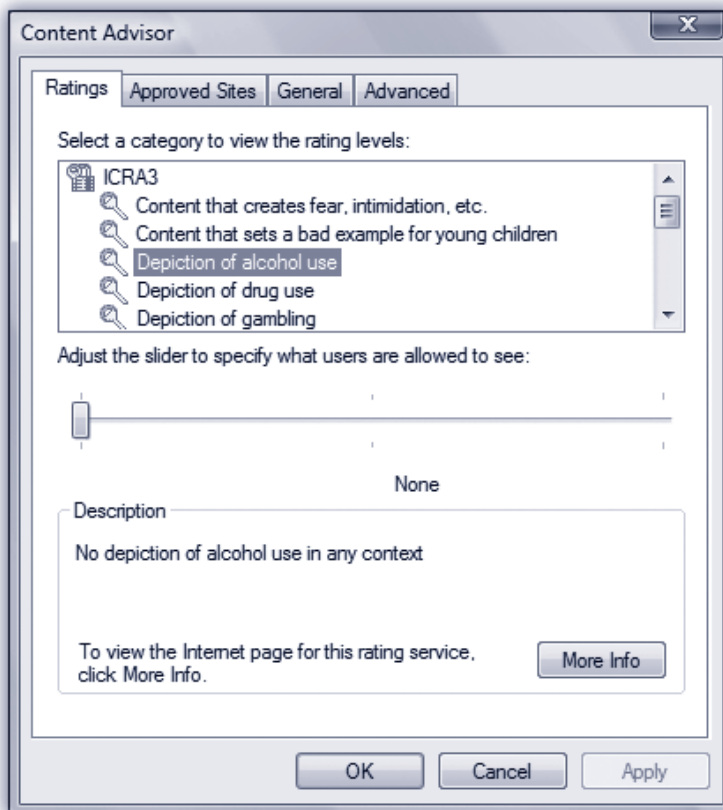 Content Advisor
Ratings Approved Sites General Advanced
Select a category to view the rating levels:
ICRA3
Content that creates fear, intimidation, etc.
Content that sets a bad example for young children
Depiction of alcohol use
Depiction of drug use
Depiction of gambling
Adjust the slider to specify what users are allowed to see:
None
Description
No depiction of alcohol use in any context
To view the Internet page for this rating service,
click More Info.
More Info
OK Cancel Apply